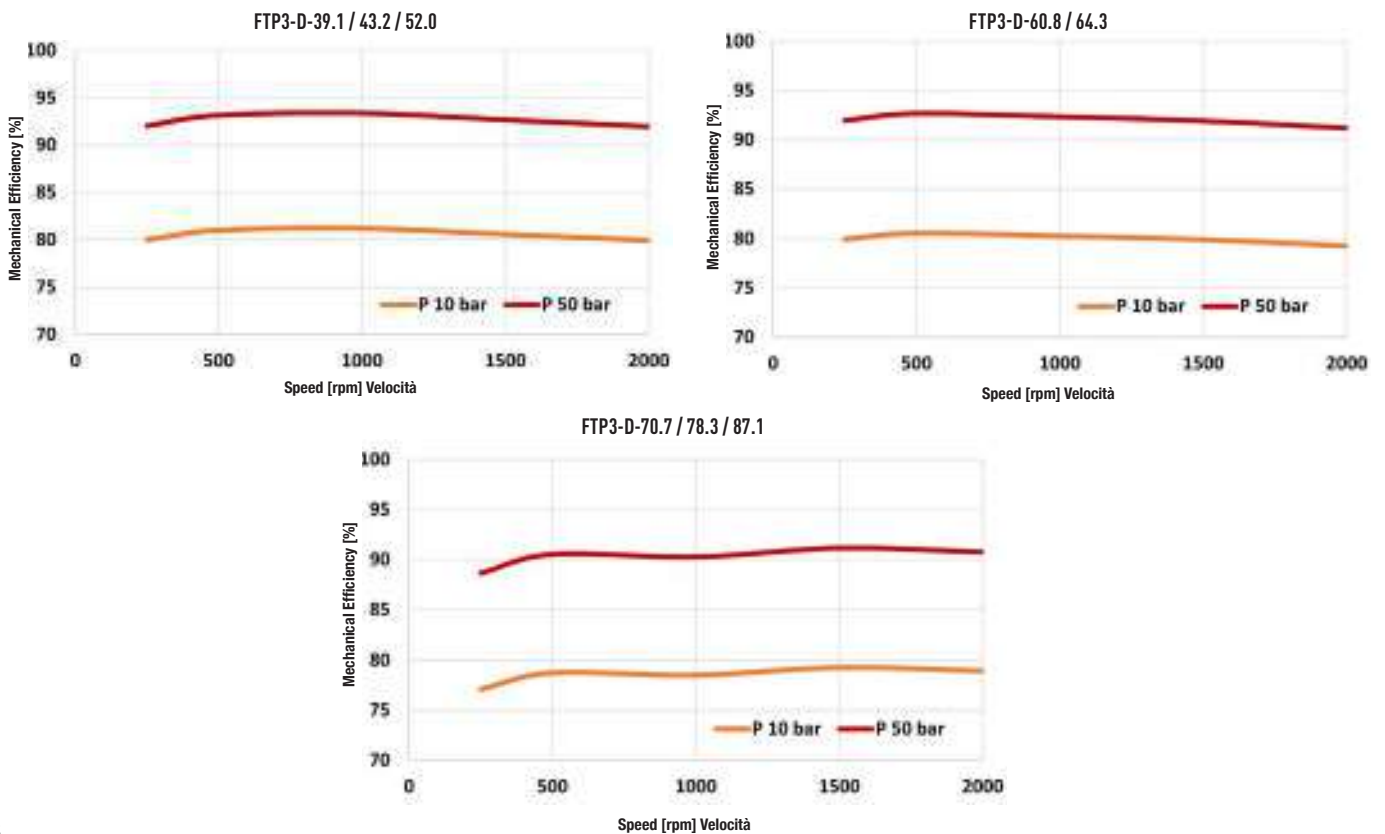 FTP3-D-39.1 / 43.2 / 52.0
Mechanical Efficiency [%]
100
95
90
85
80
75
70
P 10 bar P 50 bar
0 500 1000 1500 2000
Speed [rpm] Velocità
FTP3-D-60.8 / 64.3
Mechanical Efficiency [%]
100
95
90
85
80
75
70
P 10 bar P 50 bar
0 500 1000 1500 2000
Speed [rpm] Velocità
FTP3-D-70.7 / 78.3 / 87.1
Mechanical Efficiency [%]
100
95
90
85
80
75
70
P 10 bar P 50 bar
0 500 1000 1500 2000
Speed [rpm] Velocità